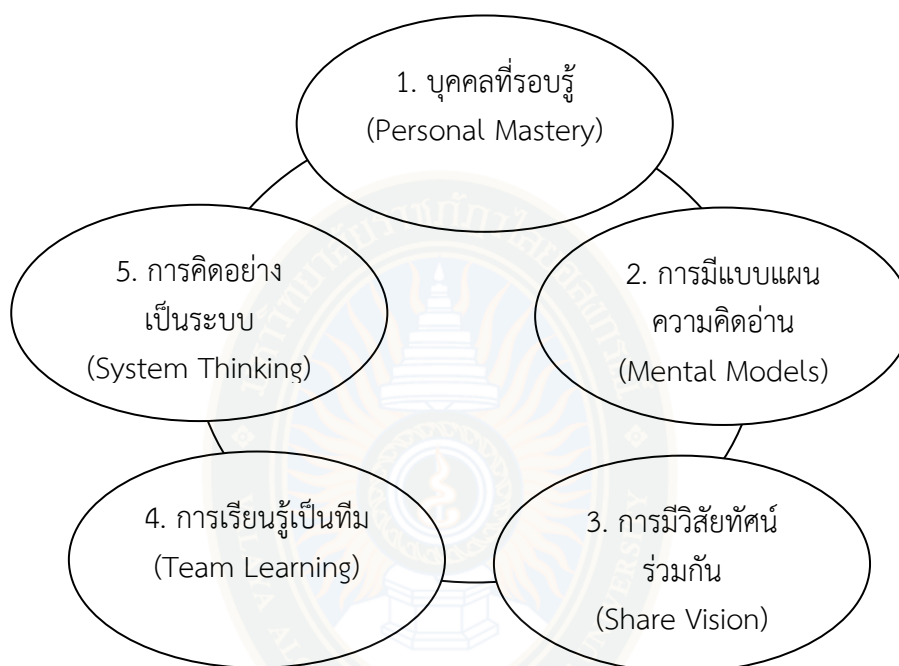 1. บุคคลที่รอบรู้
(Personal Mastery)
2. การมีแบบแผน
ความคิดอ่าน
(Mental Models)
3. การมีวิสัยทัศน์
ร่วมกัน
(Share Vision)
4. การเรียนรู้เป็นทีม
(Team Learning)
5. การคิดอย่าง
เป็นระบบ
(System Thinking)